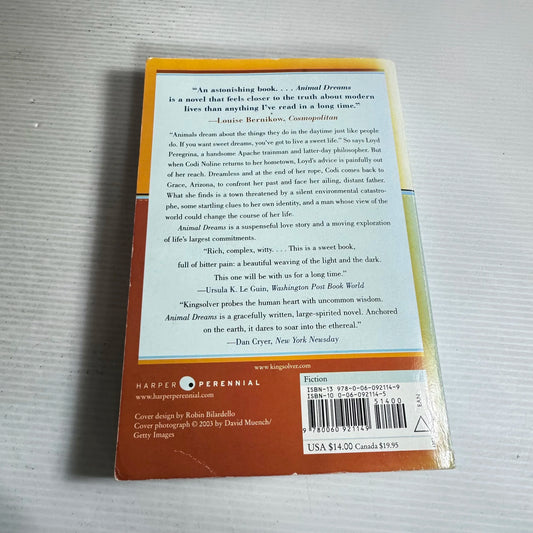 “An astonishing book. . . . Animal Dreams
is a novel that feels closer to the truth about modern
lives than anything I've read in a long time.”
—Louise Bernikow, Cosmopolitan
“Animals dream about the things they do in the daytime just like people
do. If you want sweet dreams, you've got to live a sweet life.” So says Loyd
Peregrina, a handsome Apache trainman and latter-day philosopher. But
when Codi Noline returns to her hometown, Loyd's advice is painfully out
of her reach. Dreamless and at the end of her rope, Codi comes back to
Grace, Arizona, to confront her past and face her ailing, distant father.
What she finds is a town threatened by a silent environmental catastro-
phe, some startling clues to her own identity, and a man whose view of the
world could change the course of her life.
Animal Dreams is a suspenseful love story and a moving exploration
of life's largest commitments.
“Rich, complex, witty. . . . This is a sweet book,
full of bitter pain: a beautiful weaving of the light and the dark.
This one will be with us for a long time.”
—Ursula K. Le Guin, Washington Post Book World
“Kingsolver probes the human heart with uncommon wisdom.
Animal Dreams is a gracefully written, large-spirited novel. Anchored
on the earth, it dares to soar into the ethereal.”
—Dan Cryer, New York Newsday
www.kingsolver.com
HARPER PERENNIAL
www.harperperennial.com
Cover design by Robin Bilardello
Cover photograph © 2003 by David Muench/
Getty Images
Fiction
ISBN-13 978-0-06-092114-9
ISBN-10 0-06-092114-5
51400
EAN
9 780060 921149
USA $14.00 Canada $19.95